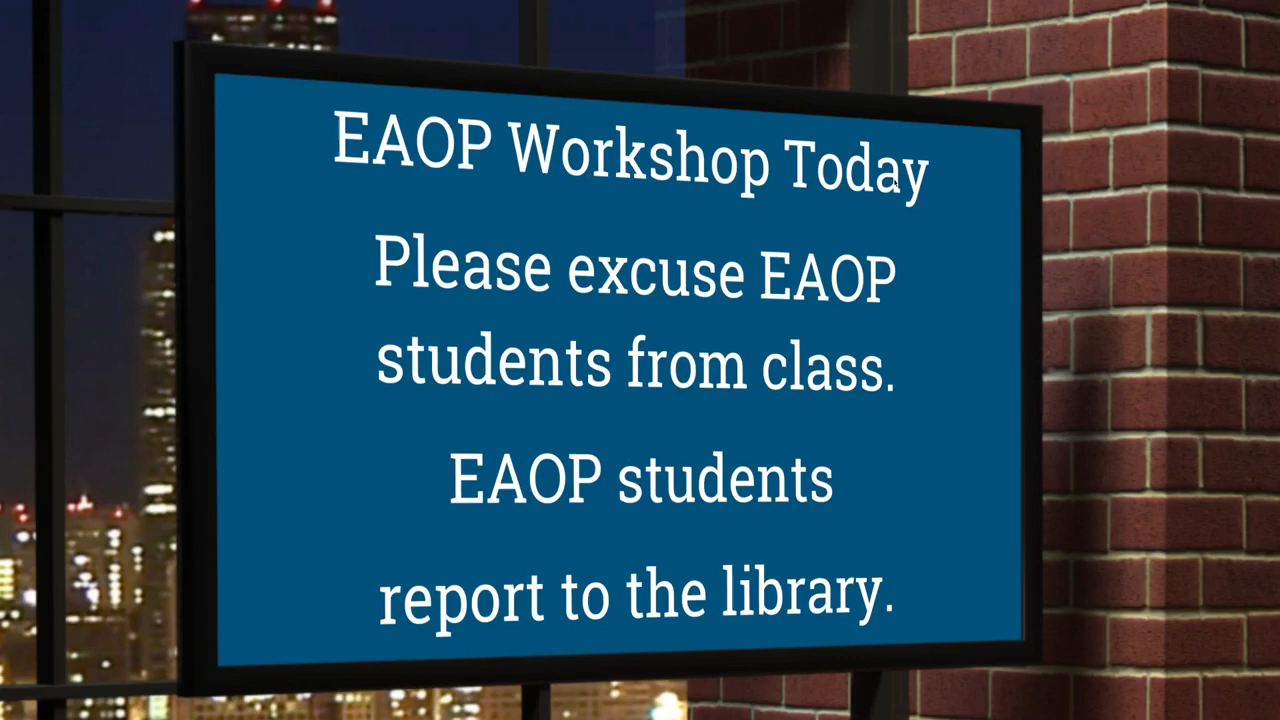 EAOP Workshop Today
Please excuse EAOP
students from class.
EAOP students
report to the library.